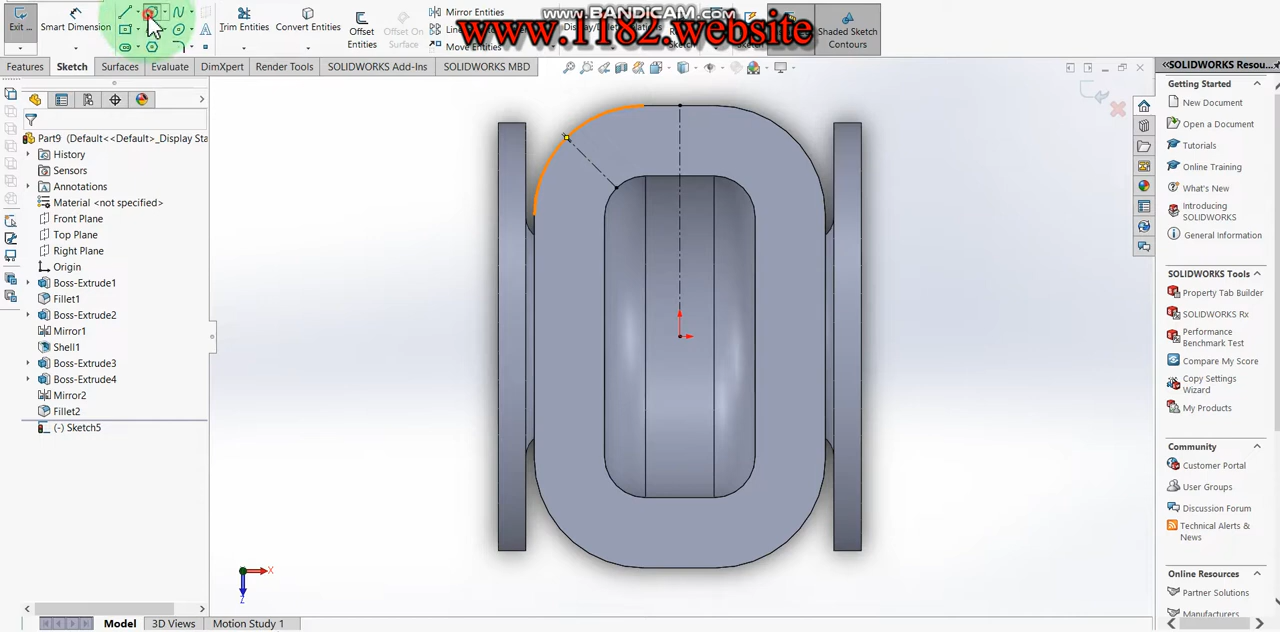 www.BANDICAM.com
www.1182.website
Exit ...
Smart Dimension
Trim Entities
Convert Entities
Offset
Entities
Offset On
Surface
Mirror Entities
Move Entities
Sketch
Shaded Sketch
Contours
Features
Sketch
Surfaces
Evaluate
DimXpert
Render Tools
SOLIDWORKS Add-Ins
SOLIDWORKS MBD
Part9 (Default<<Default>_Display Sta
History
Sensors
Annotations
Material <not specified>
Front Plane
Top Plane
Right Plane
Origin
Boss-Extrude1
Fillet1
Boss-Extrude2
Mirror1
Shell1
Boss-Extrude3
Boss-Extrude4
Mirror2
Fillet2
(-) Sketch5
X
Z
Model
3D Views
Motion Study 1
SOLIDWORKS Resou...
Getting Started
New Document
Open a Document
Tutorials
Online Training
What's New
Introducing
SOLIDWORKS
General Information
SOLIDWORKS Tools
Property Tab Builder
SOLIDWORKS Rx
Performance
Benchmark Test
Compare My Score
Copy Settings
Wizard
My Products
Community
Customer Portal
User Groups
Discussion Forum
Technical Alerts &
News
Online Resources
Partner Solutions
Manufacturers